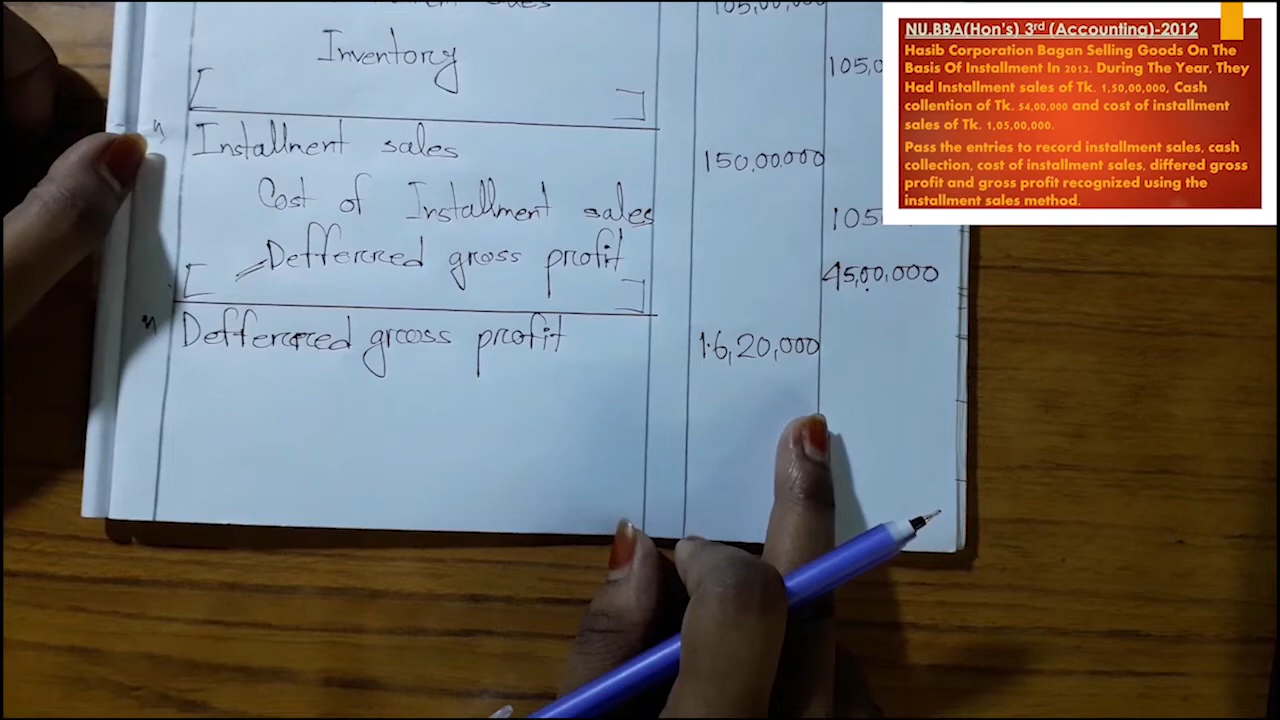 105,00,000
Inventory
105,0
Installment sales 150,00,000
Cost of Installment sales 105
Deffercred gross profit 45,00,000
Deffercred gross profit 16,20,000
NU.BBA(Hon's) 3rd (Accounting)-2012
Hasib Corporation Bagan Selling Goods On The
Basis Of Installment In 2012. During The Year, They
Had Installment sales of Tk. 1,50,00,000, Cash
collention of Tk. 54,00,000 and cost of installment
sales of Tk. 1,05,00,000.
Pass the entries to record installment sales, cash
collection, cost of installment sales, differed gross
profit and gross profit recognized using the
installment sales method.